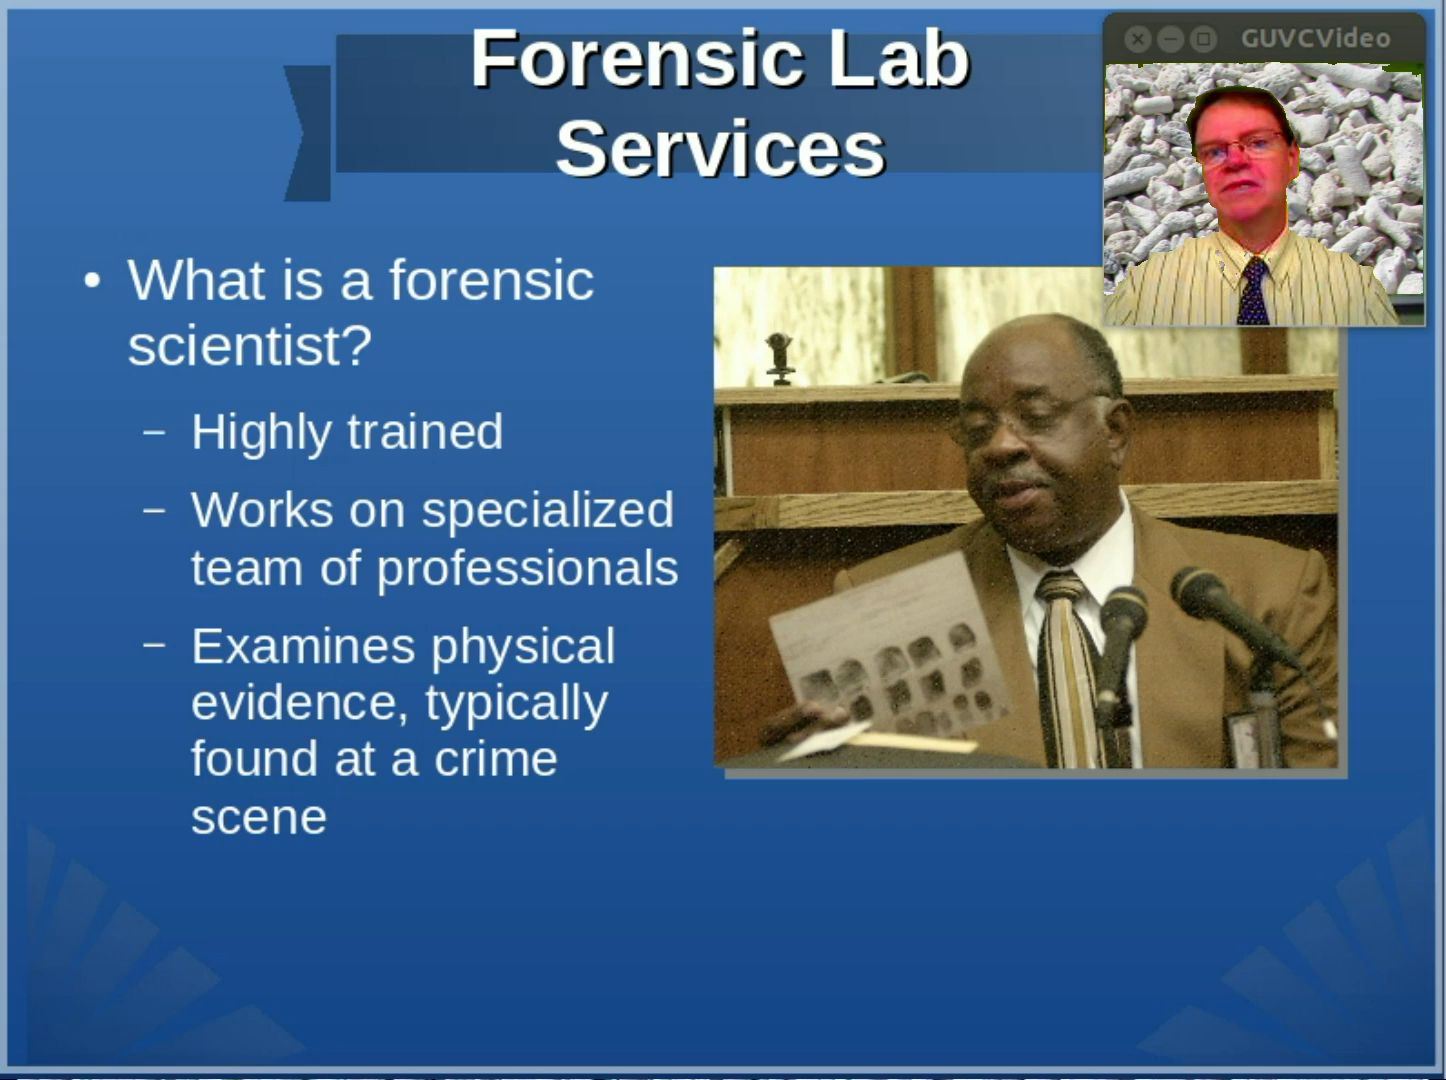 Forensic Lab
Services
GUVCVideo
• What is a forensic
scientist?
– Highly trained
– Works on specialized
team of professionals
– Examines physical
evidence, typically
found at a crime
scene